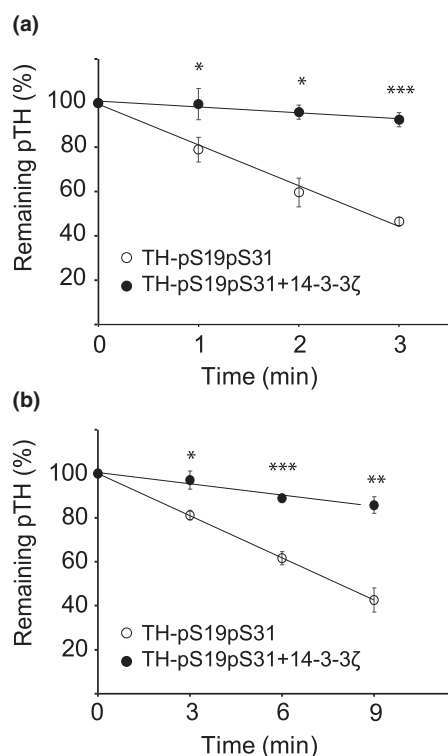 (a)
Remaining pTH (%)
* * ***
100
80
60
40
20
○ TH-pS19pS31
● TH-pS19pS31+14-3-3ζ
0 1 2 3
Time (min)
(b)
Remaining pTH (%)
* *** **
100
80
60
40
20
○ TH-pS19pS31
● TH-pS19pS31+14-3-3ζ
0 3 6 9
Time (min)